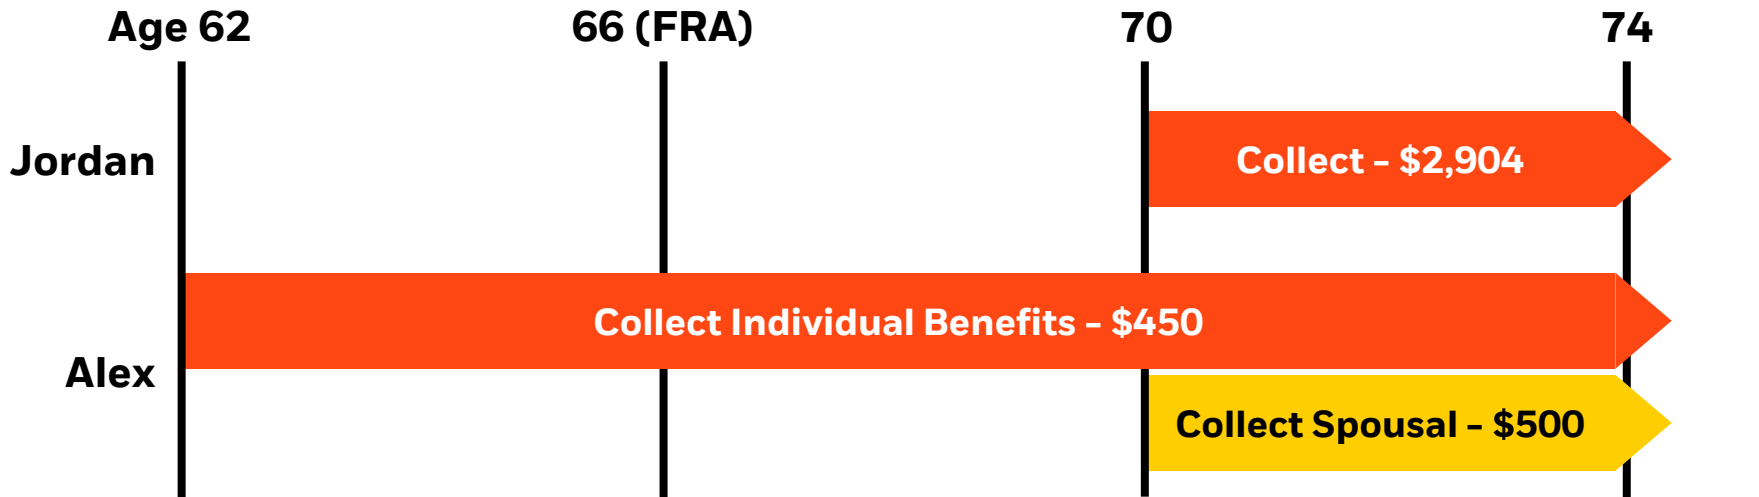 Age 62 66 (FRA) 70 74
Jordan Collect – $2,904
Collect Individual Benefits – $450
Alex
Collect Spousal – $500